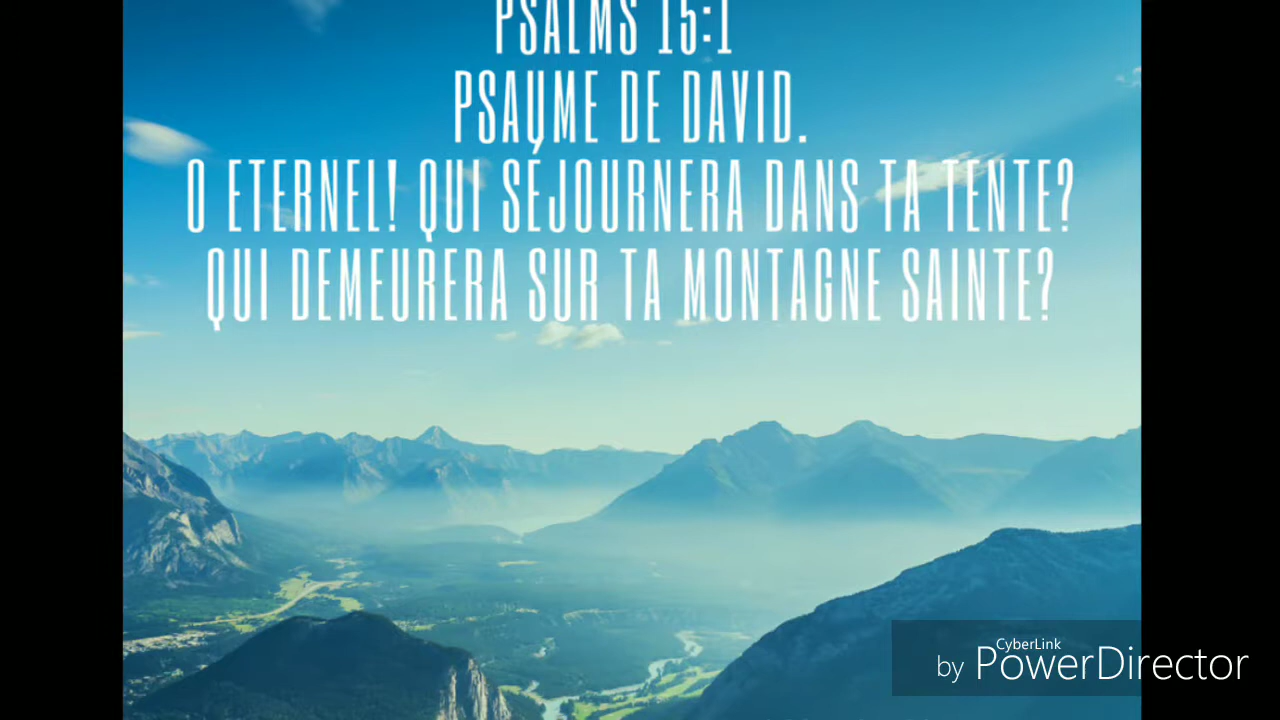 PSALMS 15:1
PSAUME DE DAVID.
O ETERNEL! QUI SÉJOURNERA DANS TA TENTE?
QUI DEMEURERA SUR TA MONTAGNE SAINTE?
CyberLink
by PowerDirector